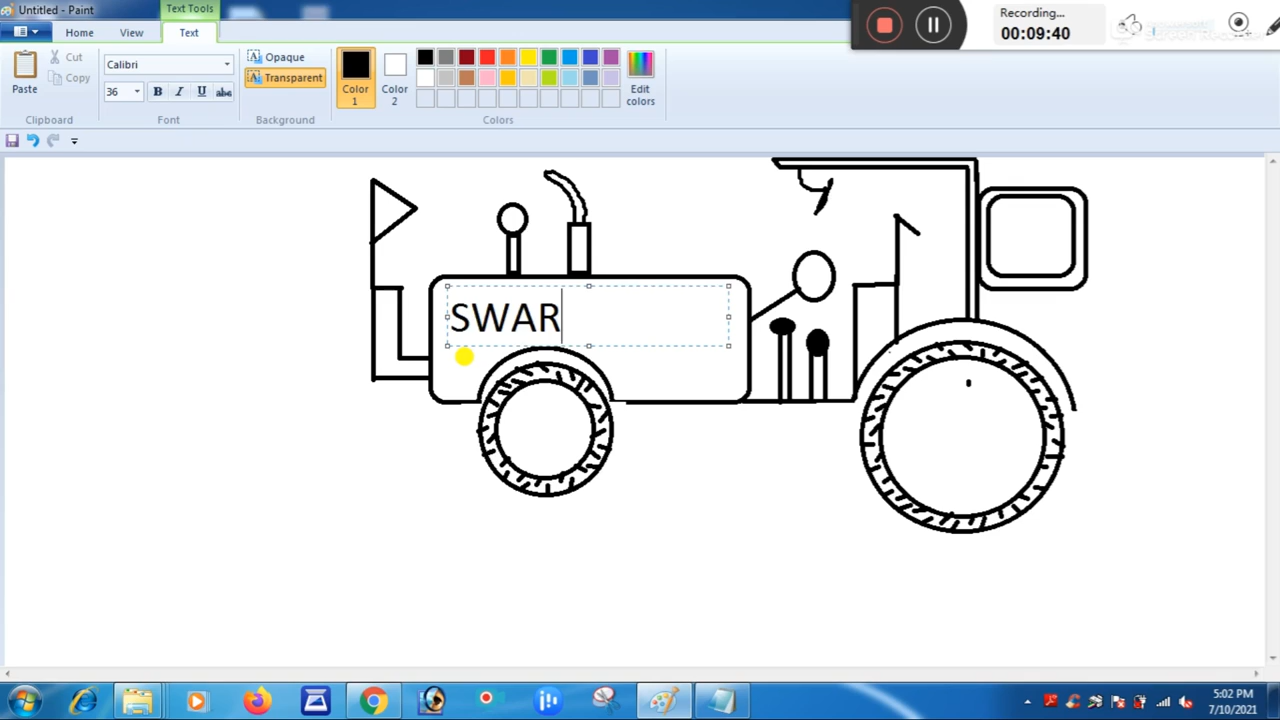 Untitled - Paint
Text Tools
Recording...
00:09:40
Home
View
Text
Paste
Cut
Copy
Clipboard
Calibri
36
B I U abc
Font
Opaque
Transparent
Background
Color 1
Color 2
Edit colors
Colors
SWAR
5:02 PM
7/10/2021